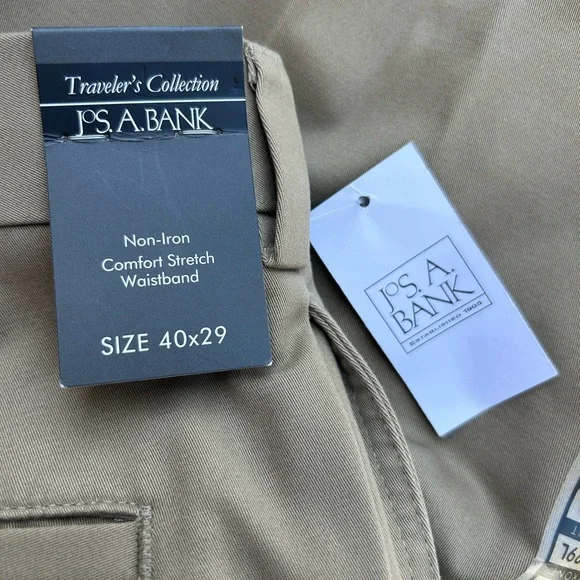 Traveler's Collection
JoS. A. BANK
Non-Iron
Comfort Stretch
Waistband
SIZE 40x29
JoS. A.
BANK
ESTABLISHED 1905